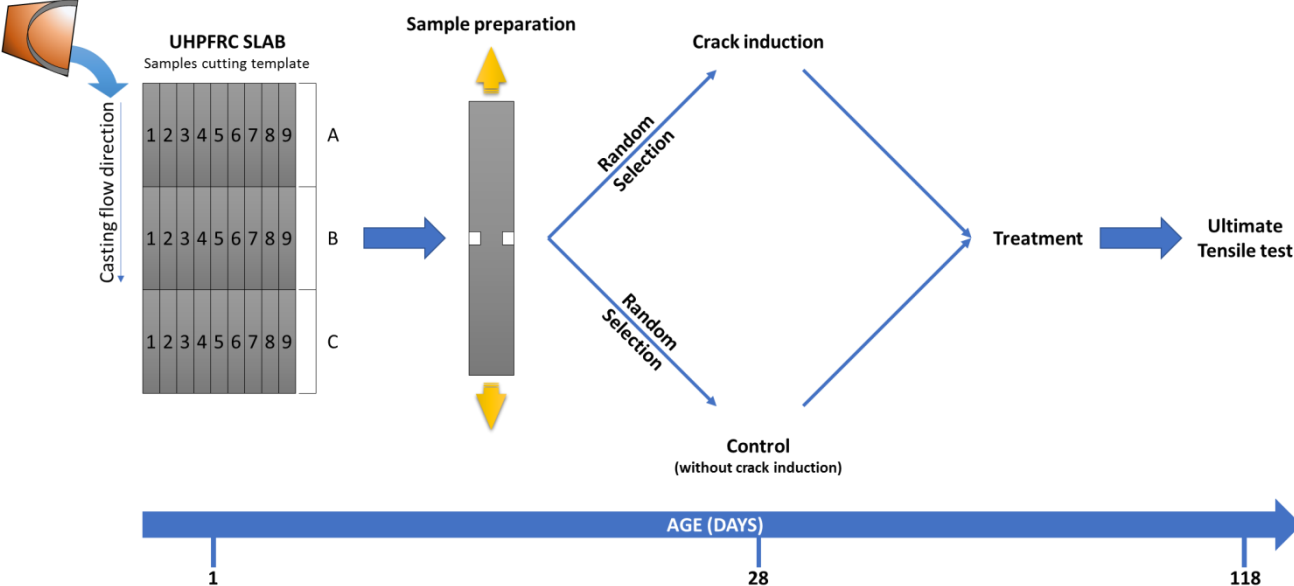 UHPFRC SLAB
Samples cutting template
Casting flow direction
1 2 3 4 5 6 7 8 9
A
1 2 3 4 5 6 7 8 9
B
1 2 3 4 5 6 7 8 9
C
Sample preparation
Random
Selection
Random
Selection
Crack induction
Control
(without crack induction)
Treatment
Ultimate
Tensile test
AGE (DAYS)
1
28
118